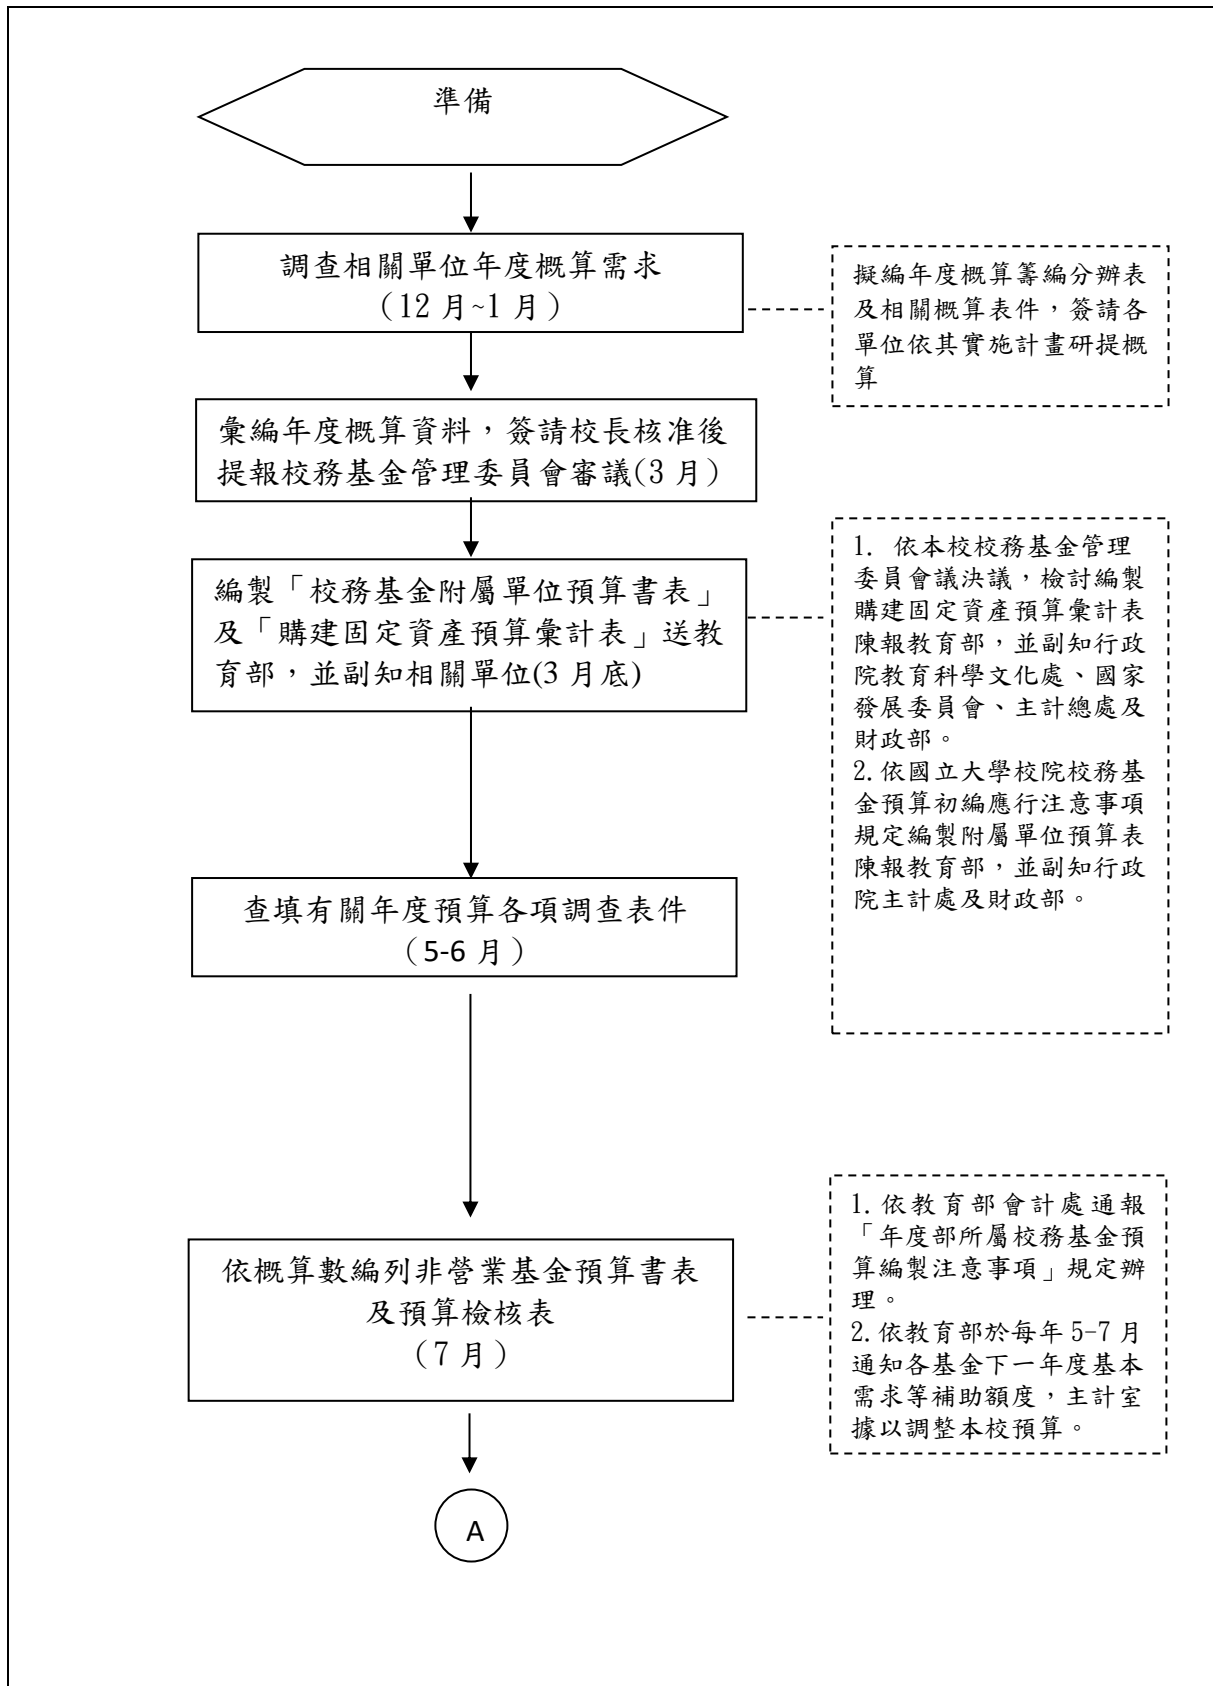 準備
調查相關單位年度概算需求
（12 月~1 月）
擬編年度概算籌編分辦表
及相關概算表件，簽請各
單位依其實施計畫研提概
算
彙編年度概算資料，簽請校長核准後
提報校務基金管理委員會審議(3 月）
編製「校務基金附屬單位預算書表」
及「購建固定資產預算彙計表」送教
育部，並副知相關單位(3 月底）
1. 依本校校務基金管理
委員會議決議，檢討編製
購建固定資產預算彙計表
陳報教育部，並副知行政
院教育科學文化處、國家
發展委員會、主計總處及
財政部。
2.依國立大學校院校務基
金預算初編應行注意事項
規定編製附屬單位預算表
陳報教育部，並副知行政
院主計處及財政部。
查填有關年度預算各項調查表件
（5-6 月）
依概算數編列非營業基金預算書表
及預算檢核表
（7 月）
1.依教育部會計處通報
「年度部所屬校務基金預
算編製注意事項」規定辦
理。
2.依教育部於每年 5-7 月
通知各基金下一年度基本
需求等補助額度，主計室
據以調整本校預算。
A